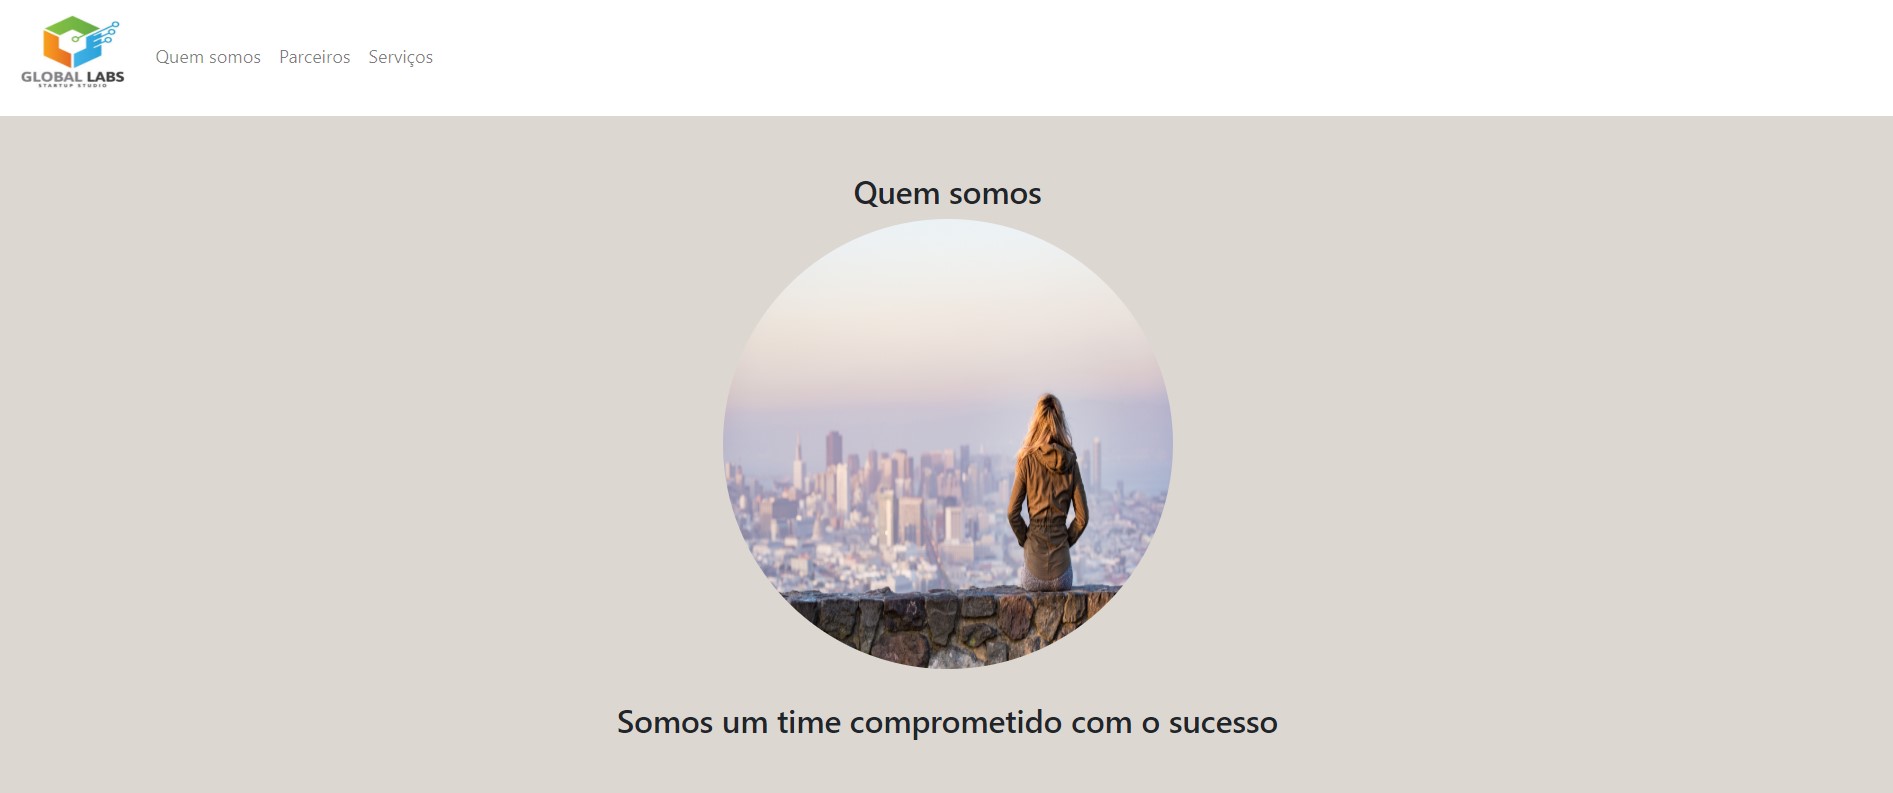 GLOBAL LABS
STARTUP STUDIO
Quem somos
Parceiros
Serviços
Quem somos
Somos um time comprometido com o sucesso